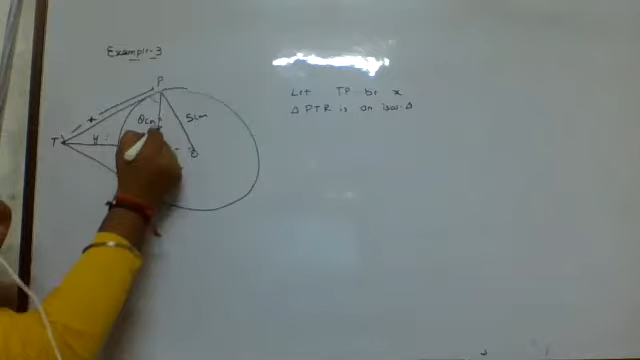 Example-3
P
x
8cm
5cm
T
y
O
Let TP be x
Δ PTR is an isos. Δ